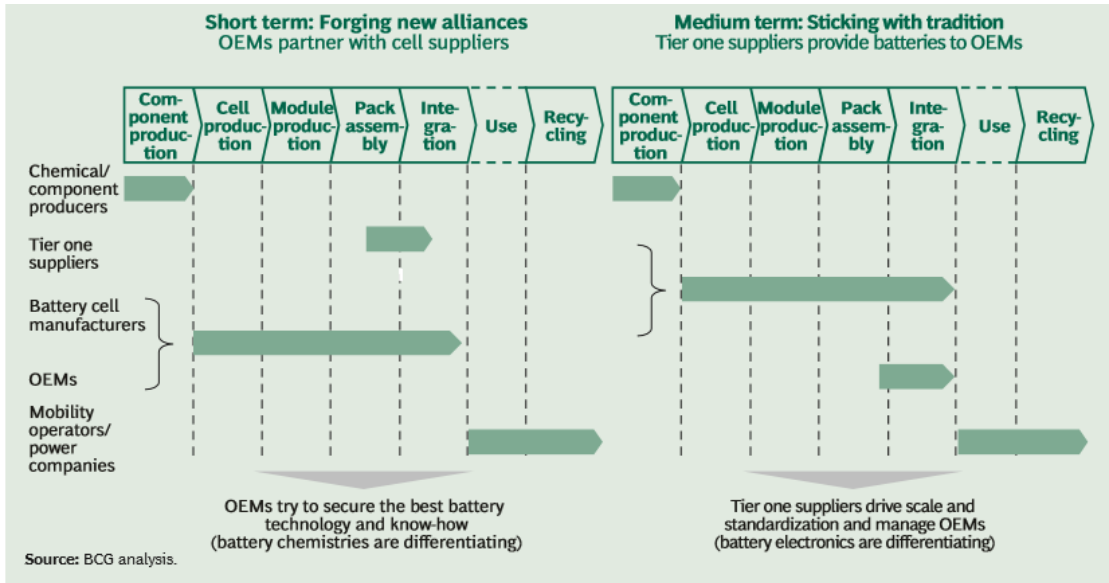 Short term: Forging new alliances
OEMs partner with cell suppliers
Medium term: Sticking with tradition
Tier one suppliers provide batteries to OEMs
Com-
ponent
produc-
tion
Cell
produc-
tion
Module
produc-
tion
Pack
assem-
bly
Inte-
gra-
tion
Use
Recy-
cling
Com-
ponent
produc-
tion
Cell
produc-
tion
Module
produc-
tion
Pack
assem-
bly
Inte-
gration
Use
Recy-
cling
Chemical/
component
producers
Tier one
suppliers
Battery cell
manufacturers
OEMs
Mobility
operators/
power
companies
OEMs try to secure the best battery
technology and know-how
(battery chemistries are differentiating)
Tier one suppliers drive scale and
standardization and manage OEMs
(battery electronics are differentiating)
Source: BCG analysis.